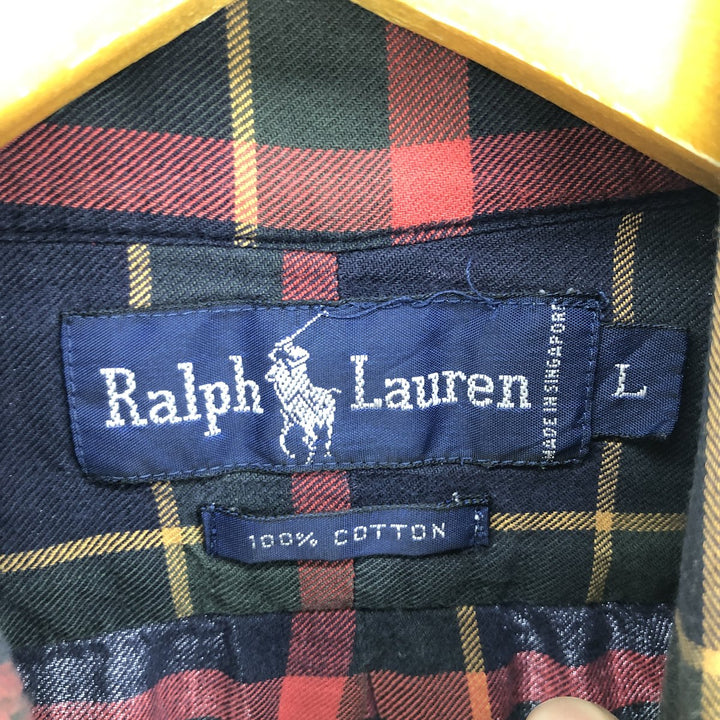 Ralph Lauren
MADE IN SINGAPORE
L
100% COTTON